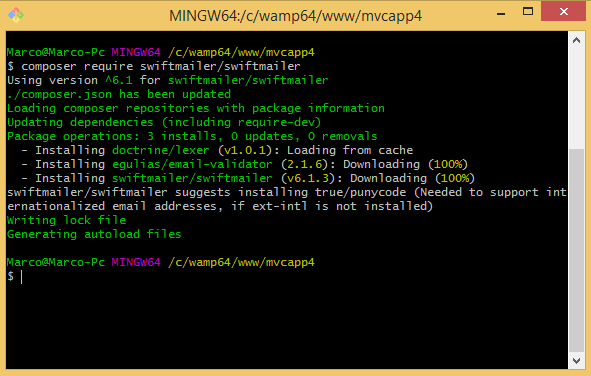 MINGW64:/c/wamp64/www/mvcapp4
Marco@Marco-Pc MINGW64 /c/wamp64/www/mvcapp4
$ composer require swiftmailer/swiftmailer
Using version ^6.1 for swiftmailer/swiftmailer
./composer.json has been updated
Loading composer repositories with package information
Updating dependencies (including require-dev)
Package operations: 3 installs, 0 updates, 0 removals
  - Installing doctrine/lexer (v1.0.1): Loading from cache
  - Installing egulias/email-validator (2.1.6): Downloading (100%)
  - Installing swiftmailer/swiftmailer (v6.1.3): Downloading (100%)
swiftmailer/swiftmailer suggests installing true/punycode (Needed to support int
ernationalized email addresses, if ext-intl is not installed)
Writing lock file
Generating autoload files
Marco@Marco-Pc MINGW64 /c/wamp64/www/mvcapp4
$